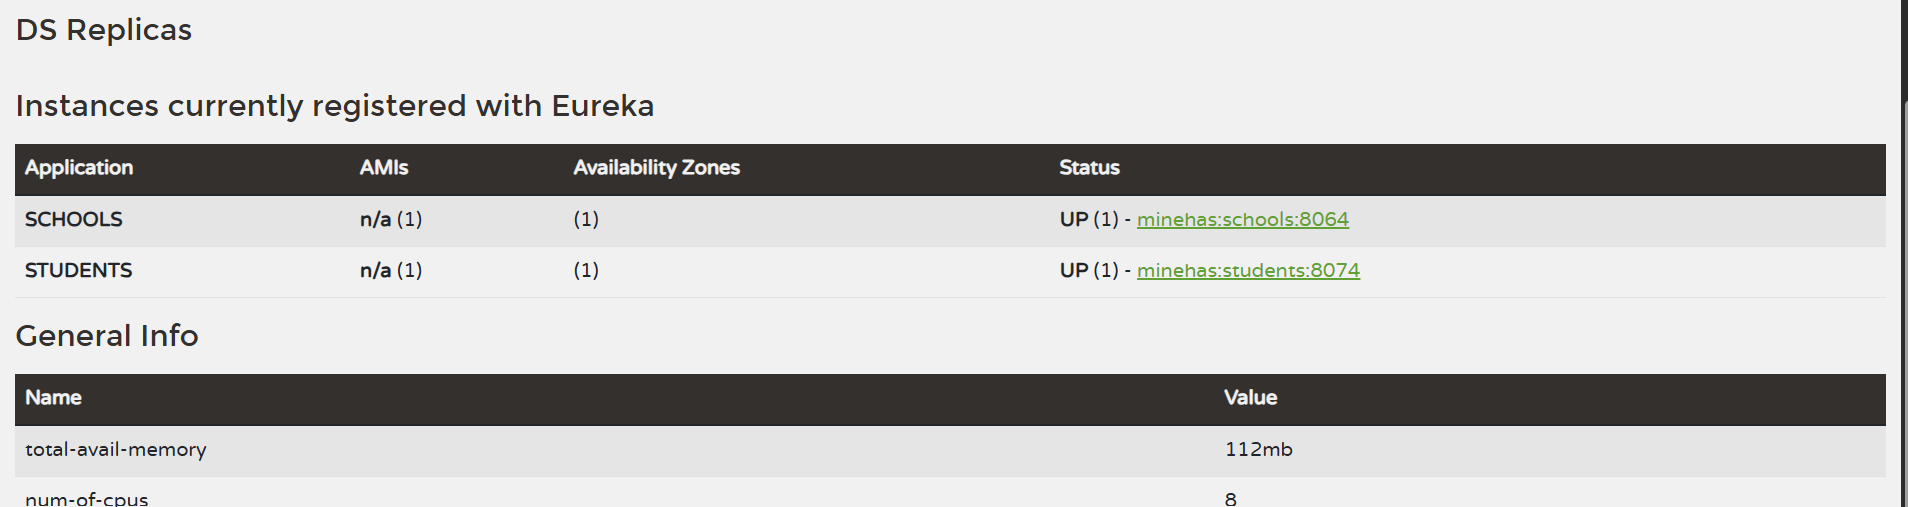 DS Replicas
Instances currently registered with Eureka
Application AMIs Availability Zones Status
SCHOOLS n/a (1) (1) UP (1) - minehas:schools:8064
STUDENTS n/a (1) (1) UP (1) - minehas:students:8074
General Info
Name Value
total-avail-memory 112mb
num-of-cpus 8